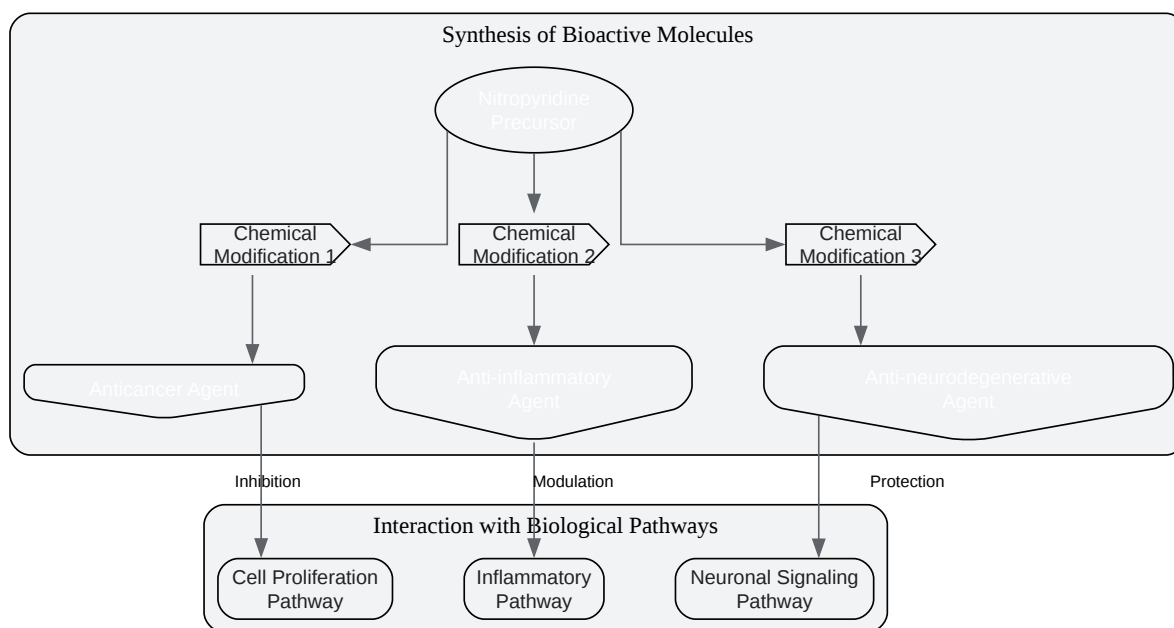 Synthesis of Bioactive Molecules
Nitropyridine
Precursor
Chemical
Modification 1
Chemical
Modification 2
Chemical
Modification 3
Anticancer Agent
Anti-inflammatory
Agent
Anti-neurodegenerative
Agent
Inhibition
Modulation
Protection
Interaction with Biological Pathways
Cell Proliferation
Pathway
Inflammatory
Pathway
Neuronal Signaling
Pathway